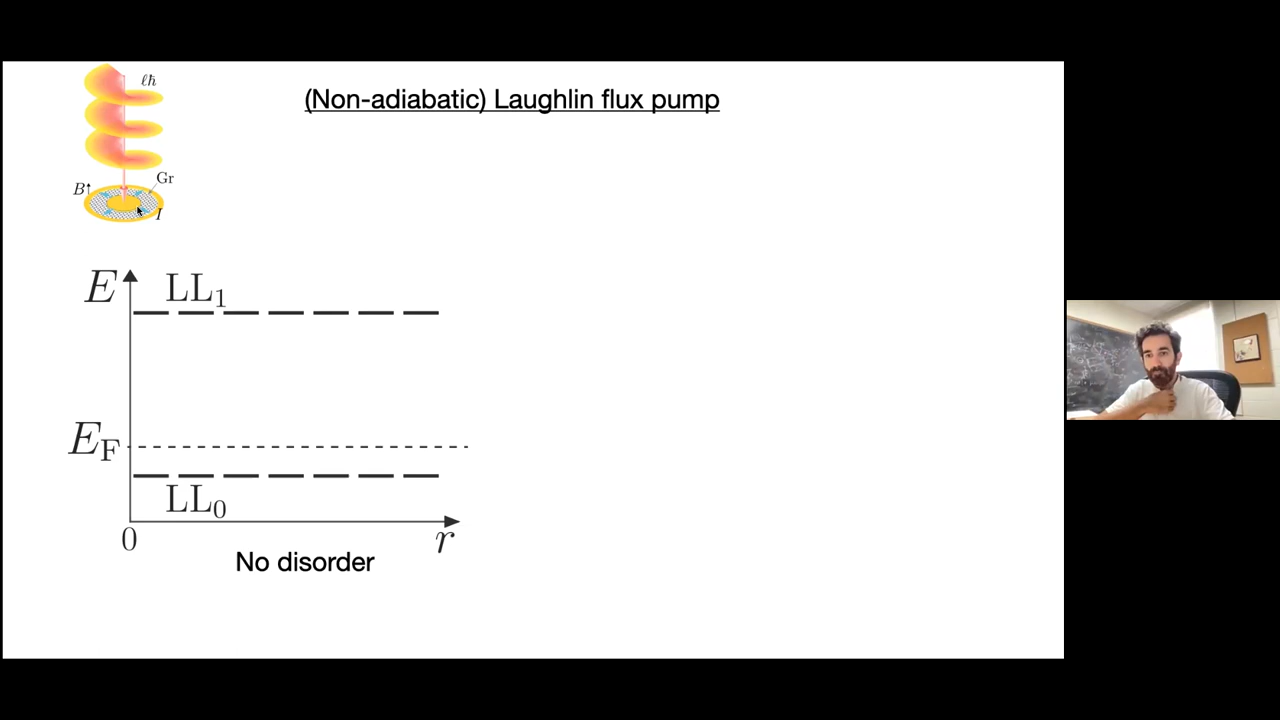 (Non-adiabatic) Laughlin flux pump
ℓħ
B
Gr
I
E
LL₁
E_F
LL₀
0
r
No disorder